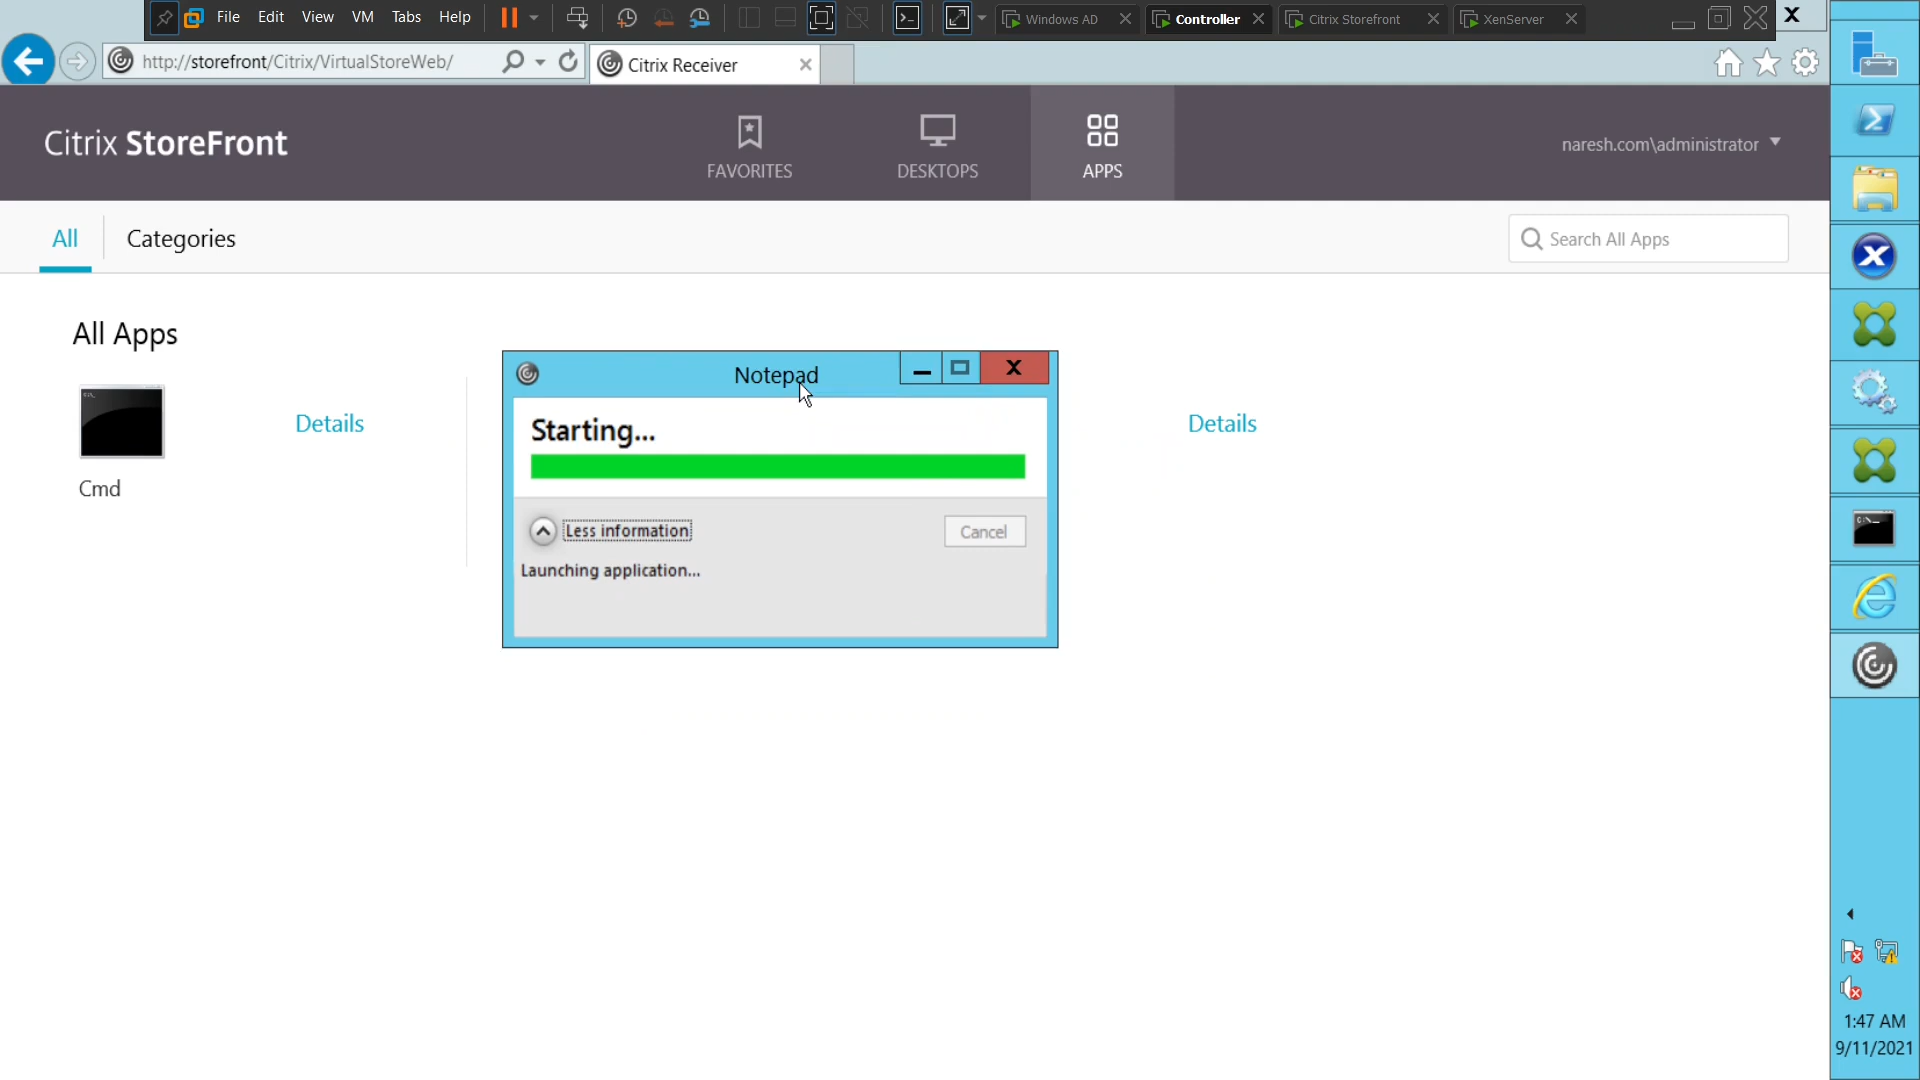 File Edit View VM Tabs Help
Windows AD Controller Citrix Storefront XenServer
http://storefront/Citrix/VirtualStoreWeb/
Citrix Receiver
Citrix StoreFront
FAVORITES
DESKTOPS
APPS
naresh.com\administrator
All
Categories
Search All Apps
All Apps
Cmd
Details
Details
Notepad
Starting...
Less information
Cancel
Launching application...
1:47 AM
9/11/2021